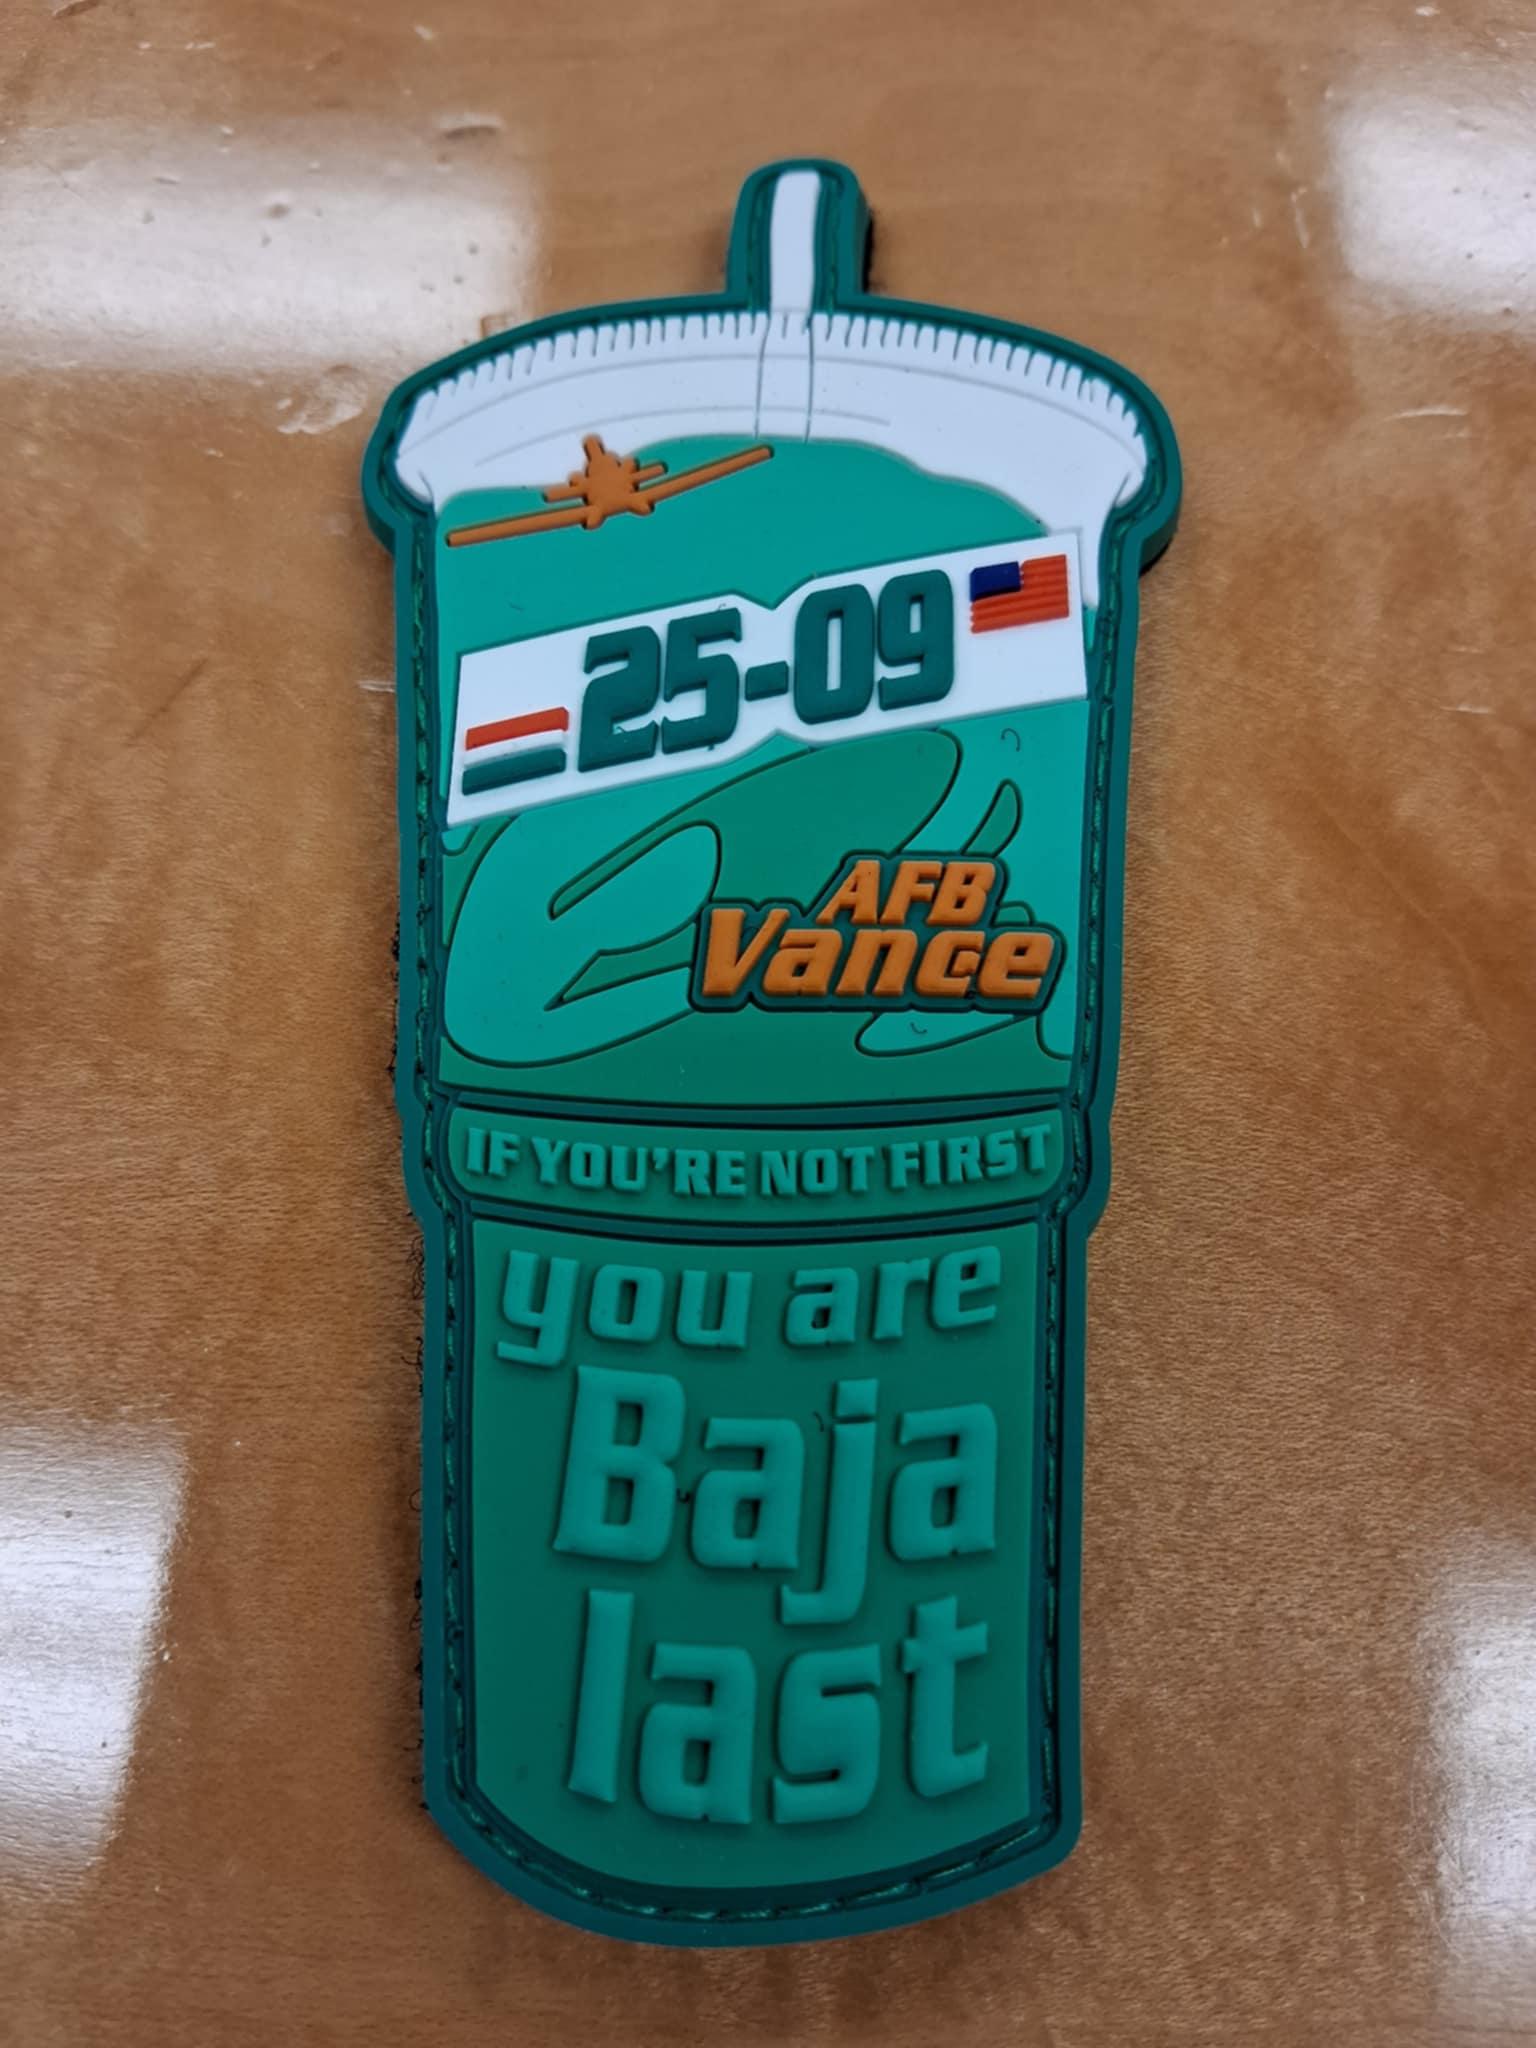 25-09
AFB
Vance
IF YOU'RE NOT FIRST
you are
Baja
last